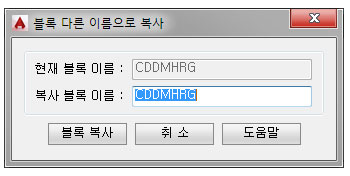 블록 다른 이름으로 복사
현재 블록 이름 : CDDMHRG
복사 블록 이름 : CDDMHRG
블록 복사 취 소 도움말